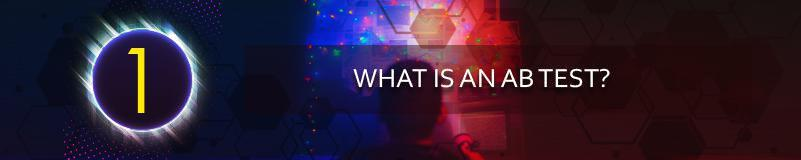 1
WHAT IS AN AB TEST?